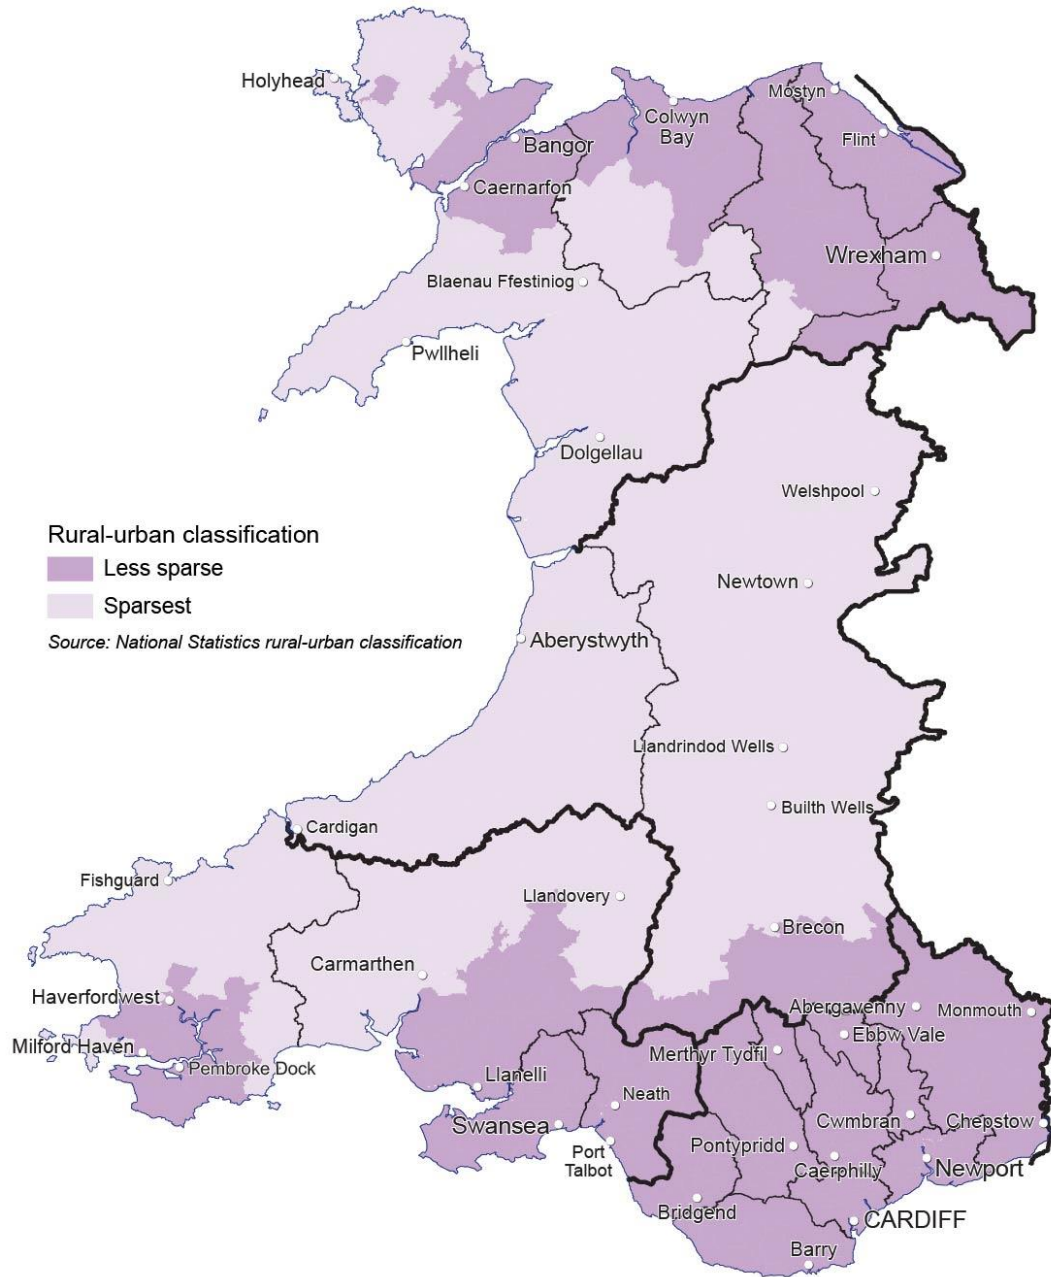 Holyhead
Mostyn
Colwyn
Bay
Flint
Bangor
Caernarfon
Wrexham
Blaenau Ffestiniog
Pwllheli
Dolgellau
Welshpool
Rural-urban classification
Less sparse
Sparsest
Source: National Statistics rural-urban classification
Newtown
Aberystwyth
Llandrindod Wells
Builth Wells
Cardigan
Fishguard
Llandovery
Brecon
Carmarthen
Haverfordwest
Abergavenny
Monmouth
Ebbw Vale
Milford Haven
Merthyr Tydfil
Pembroke Dock
Llanelli
Neath
Cwmbran
Chepstow
Swansea
Pontypridd
Port
Talbot
Caerphilly
Newport
Bridgend
CARDIFF
Barry